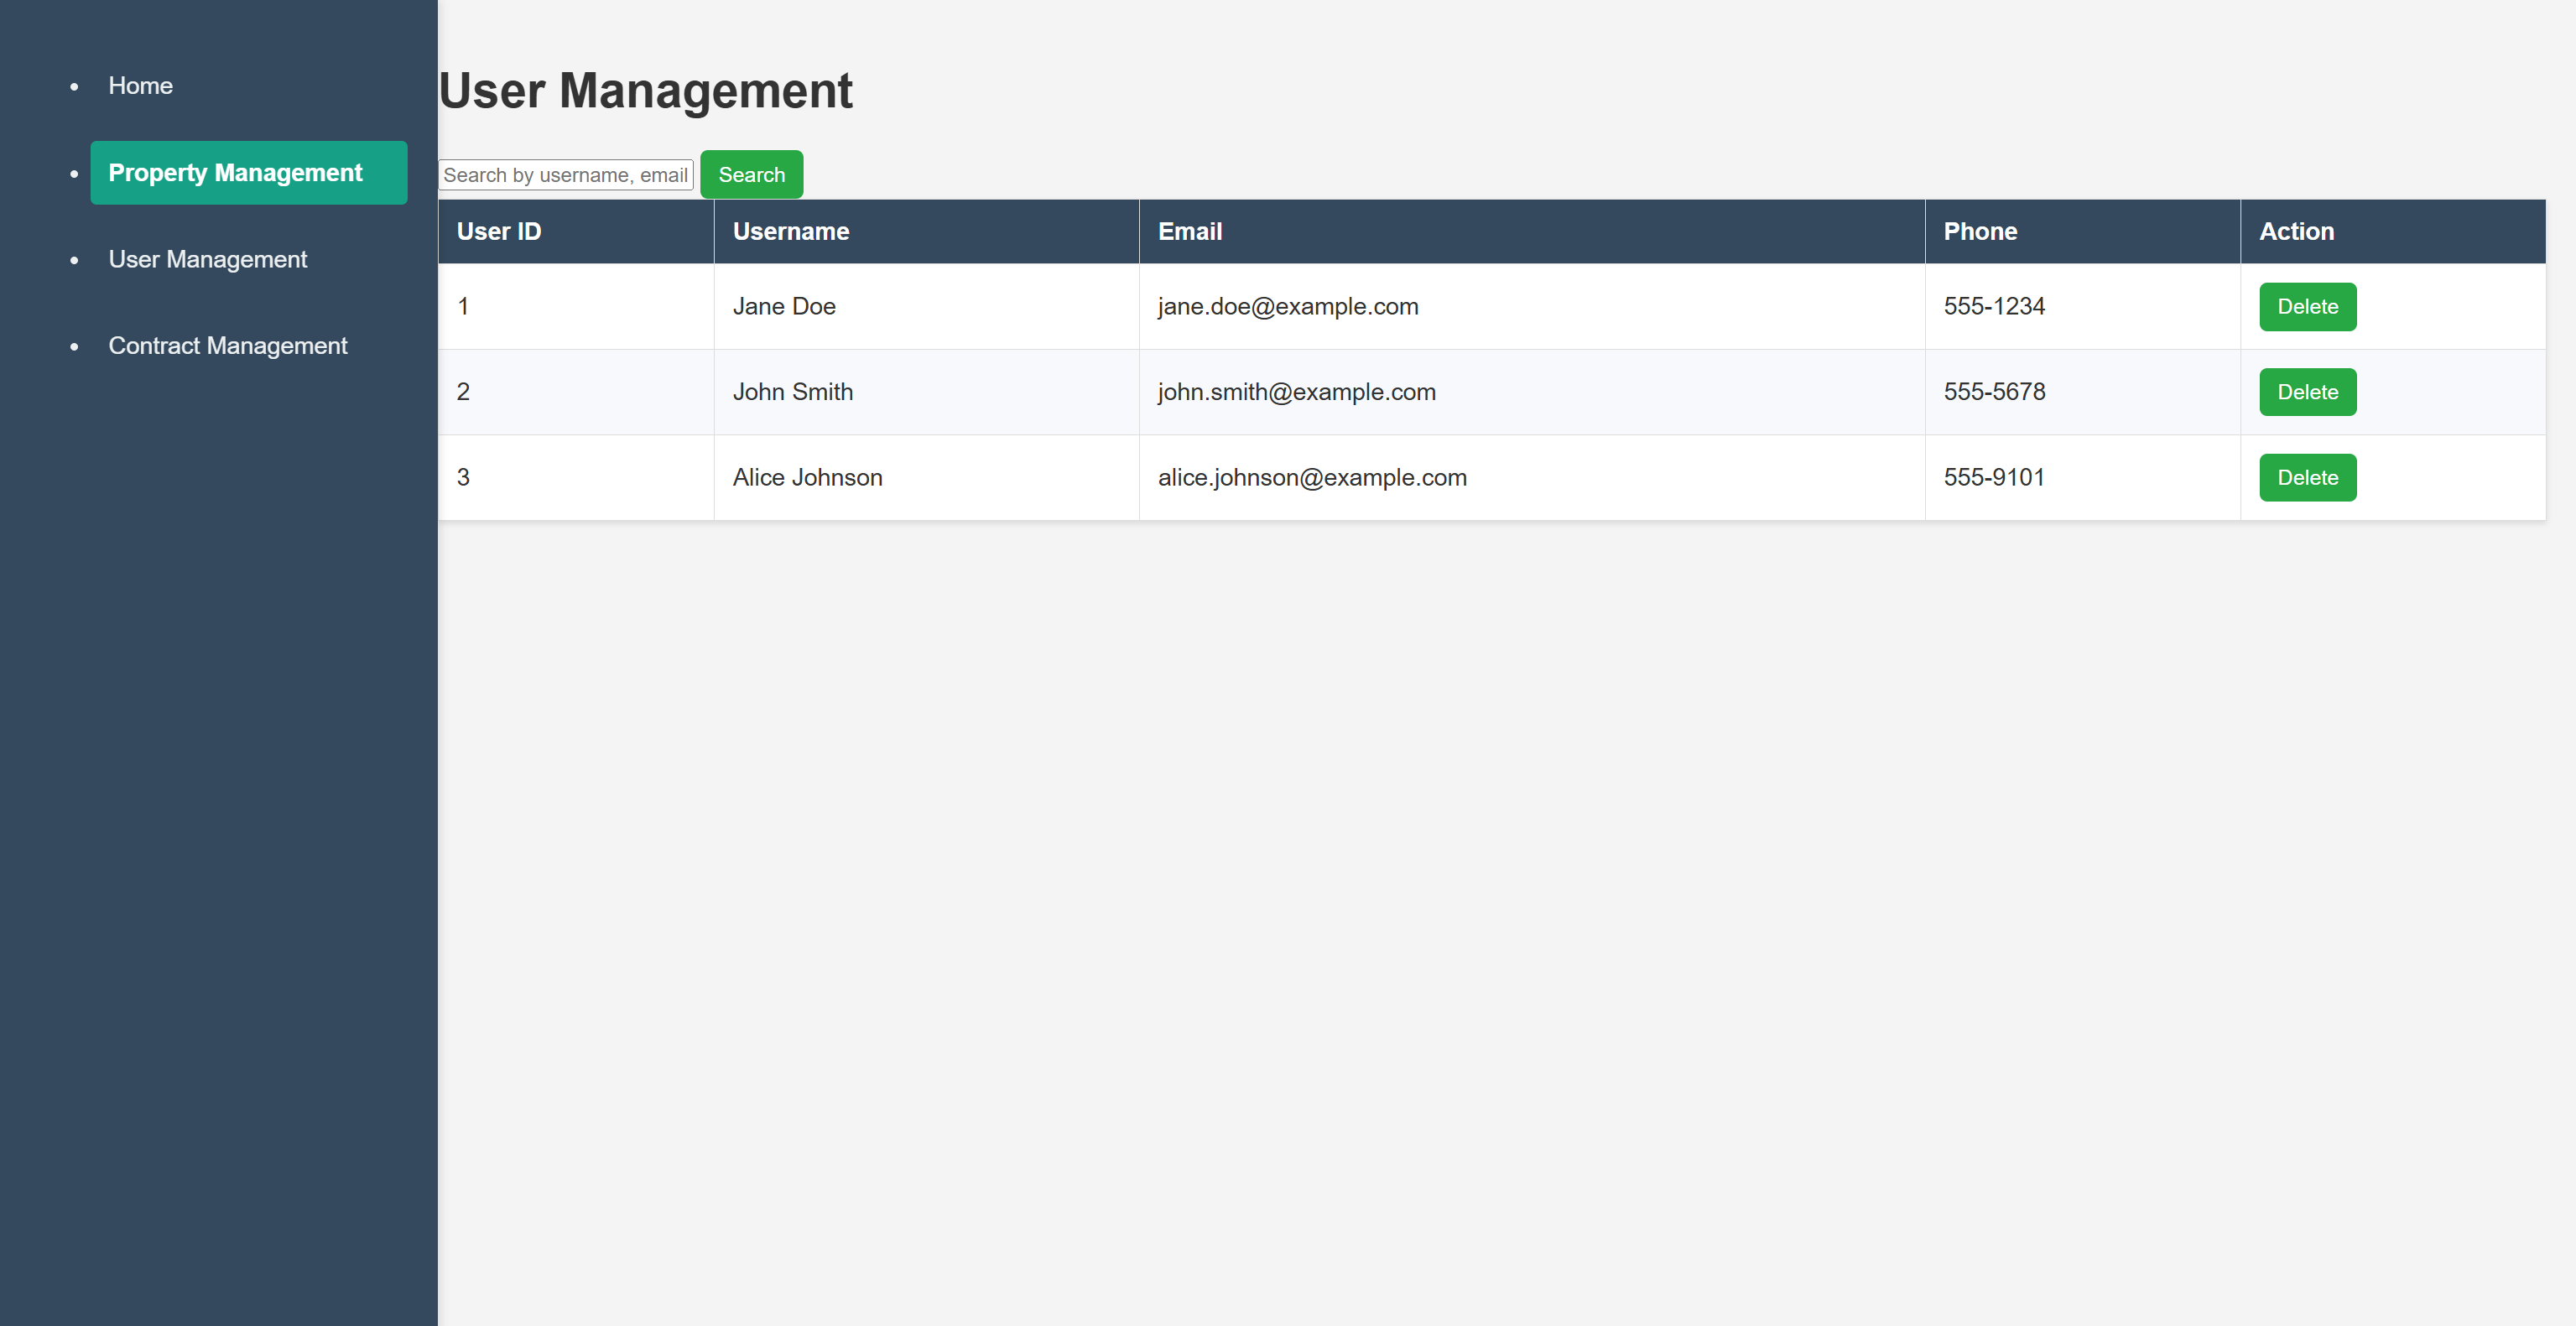 Home
Property Management
User Management
Contract Management
User Management
Search by username, email
Search
User ID Username Email Phone Action
1 Jane Doe jane.doe@example.com 555-1234 Delete
2 John Smith john.smith@example.com 555-5678 Delete
3 Alice Johnson alice.johnson@example.com 555-9101 Delete